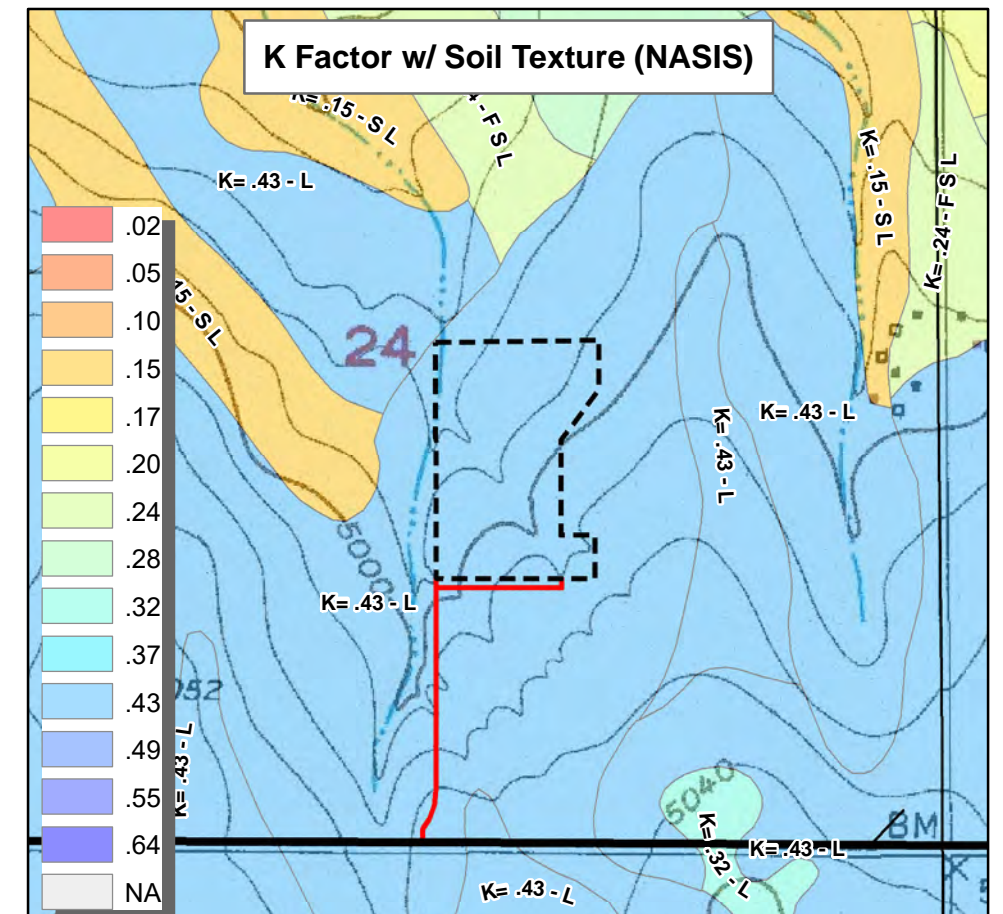 K Factor w/ Soil Texture (NASIS)
K= .15 - S L
4 - F S L
K= .43 - L
K= .15 - S L
K= .24 - F S L
.02
.05
.10
.15
.17
.20
.24
.28
.32
.37
.43
.49
.55
.64
NA
15 - S L
24
K= .43 - L
K= .43 - L
5000
K= .43 - L
052
K= .43 - L
5040
K= .32 - L
BM
K= .43 - L
X
K= .43 - L